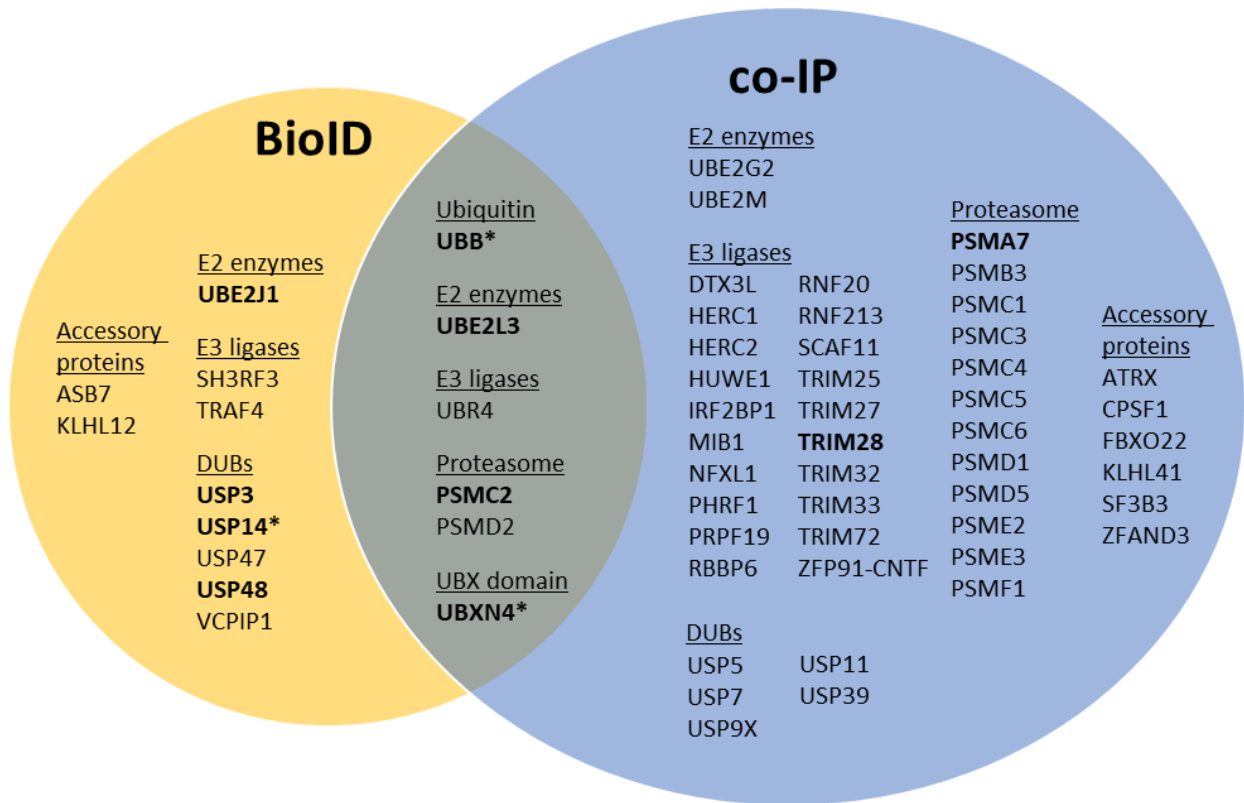 BioID
Accessory
proteins
ASB7
KLHL12
E2 enzymes
UBE2J1
E3 ligases
SH3RF3
TRAF4
DUBs
USP3
USP14*
USP47
USP48
VCPIP1
Ubiquitin
UBB*
E2 enzymes
UBE2L3
E3 ligases
UBR4
Proteasome
PSMC2
PSMD2
UBX domain
UBXN4*
co-IP
E2 enzymes
UBE2G2
UBE2M
E3 ligases
DTX3L
HERC1
HERC2
HUWE1
IRF2BP1
MIB1
NFXL1
PHRF1
PRPF19
RBBP6
RNF20
RNF213
SCAF11
TRIM25
TRIM27
TRIM28
TRIM32
TRIM33
TRIM72
ZFP91-CNTF
DUBs
USP5
USP7
USP9X
USP11
USP39
Proteasome
PSMA7
PSMB3
PSMC1
PSMC3
PSMC4
PSMC5
PSMC6
PSMD1
PSMD5
PSME2
PSME3
PSMF1
Accessory
proteins
ATRX
CPSF1
FBXO22
KLHL41
SF3B3
ZFAND3